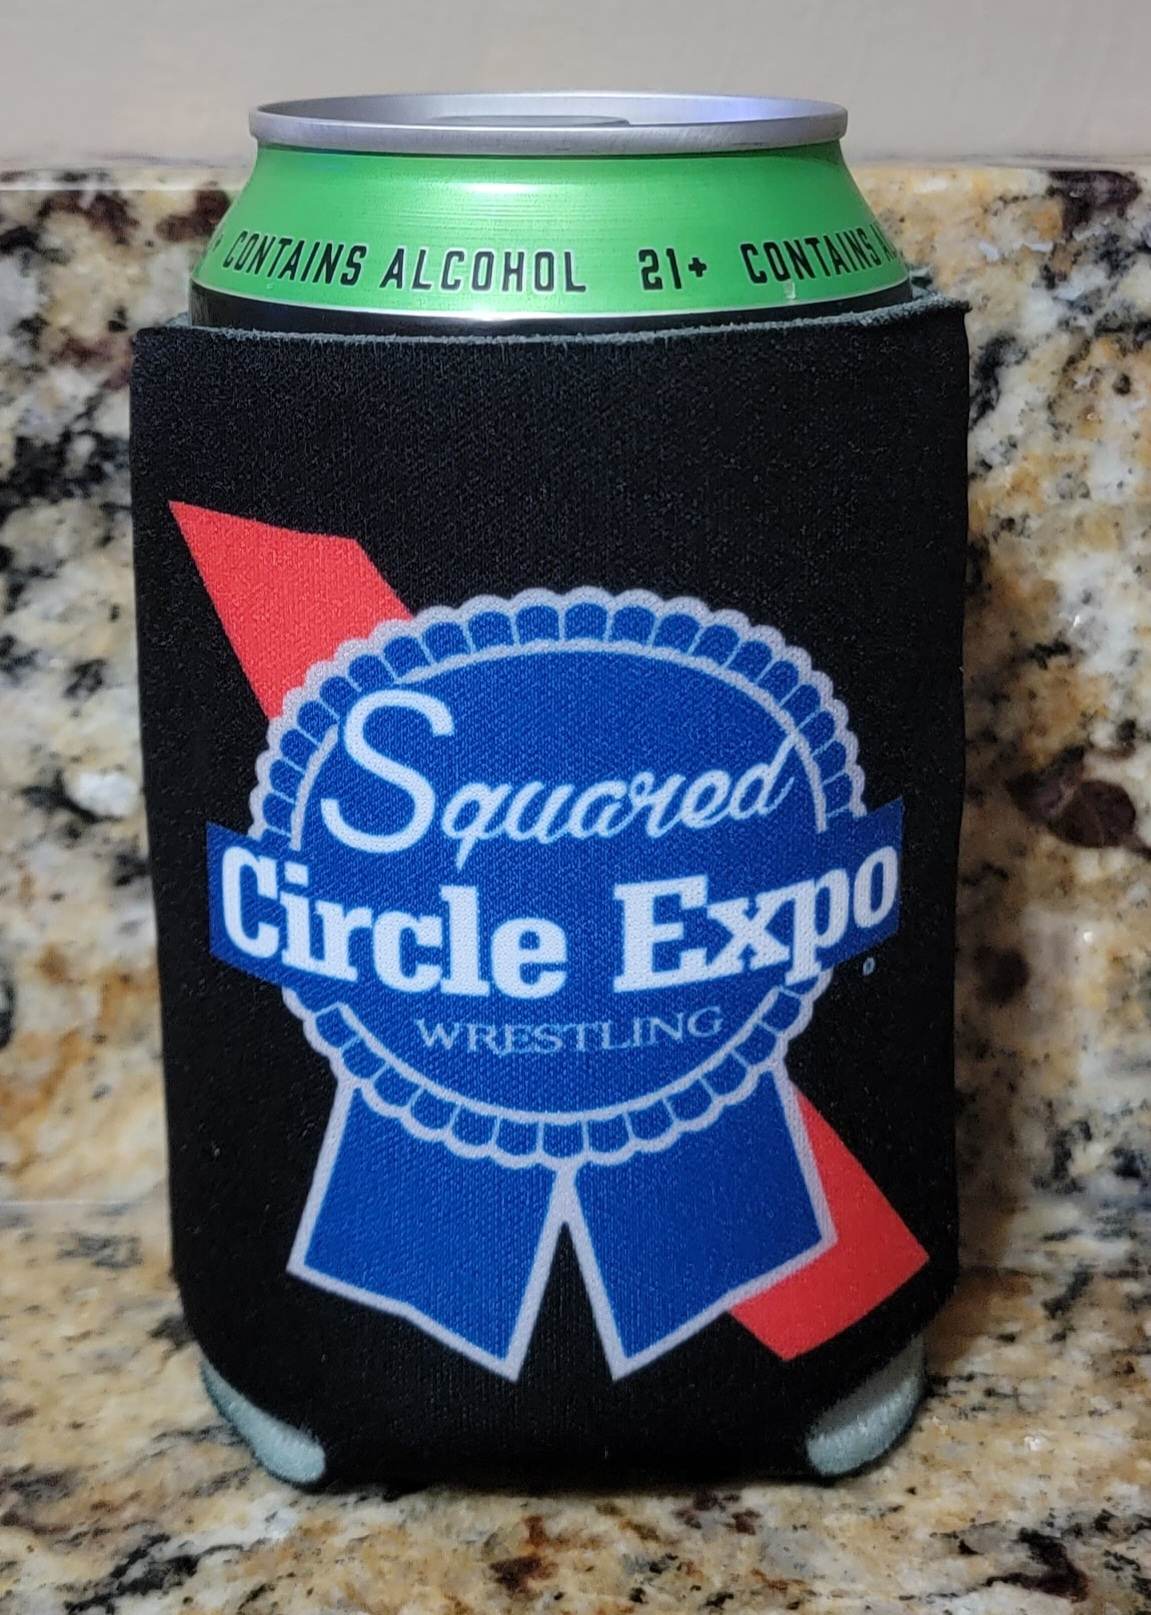 CONTAINS ALCOHOL 21+ CONTAINS
Squared
Circle Expo
WRESTLING